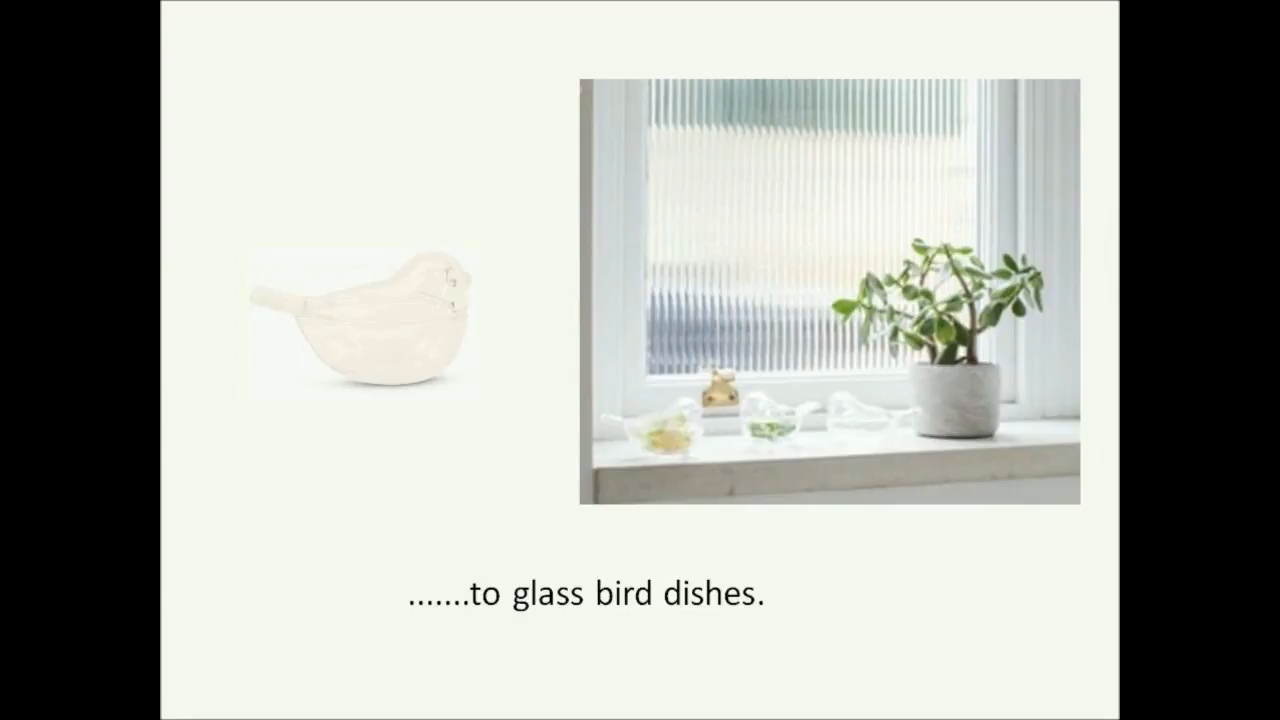 .......to glass bird dishes.